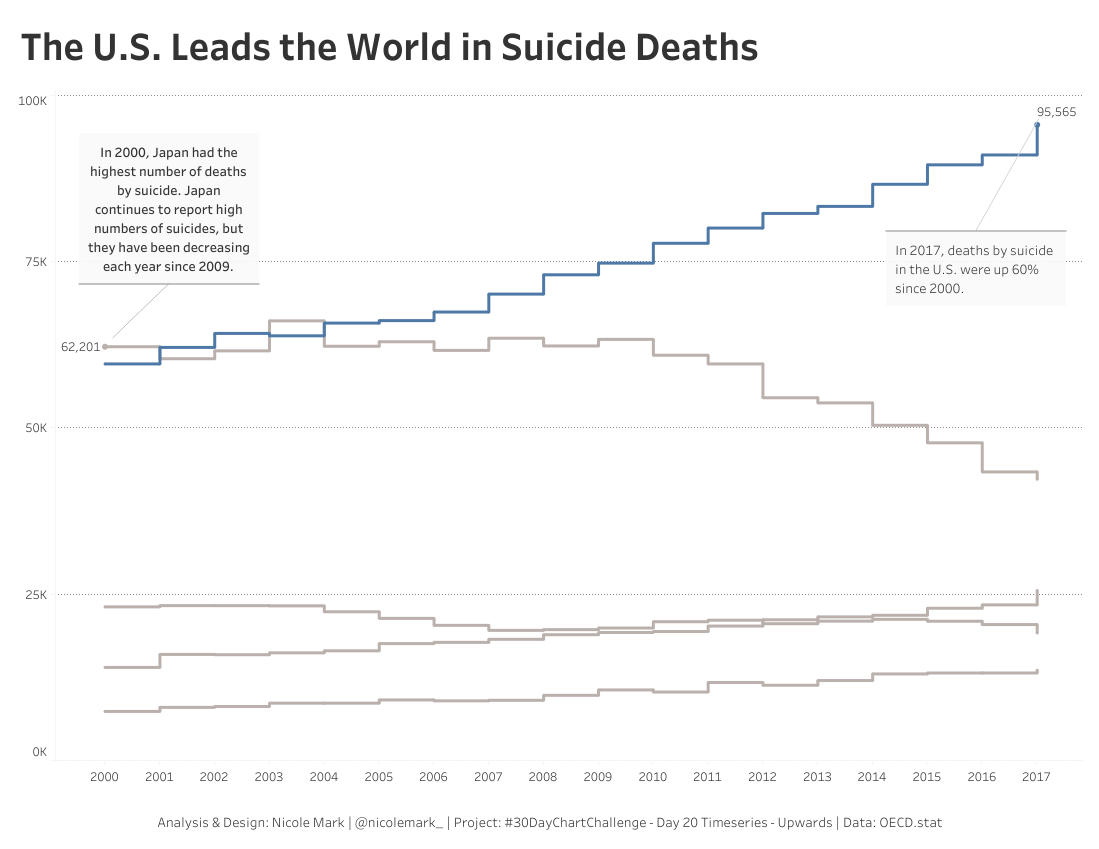 The U.S. Leads the World in Suicide Deaths
100K
95,565
In 2000, Japan had the
highest number of deaths
by suicide. Japan
continues to report high
numbers of suicides, but
they have been decreasing
each year since 2009.
In 2017, deaths by suicide
in the U.S. were up 60%
since 2000.
75K
62,201
50K
25K
0K
2000 2001 2002 2003 2004 2005 2006 2007 2008 2009 2010 2011 2012 2013 2014 2015 2016 2017
Analysis & Design: Nicole Mark | @nicolemark_ | Project: #30DayChartChallenge - Day 20 Timeseries - Upwards | Data: OECD.stat